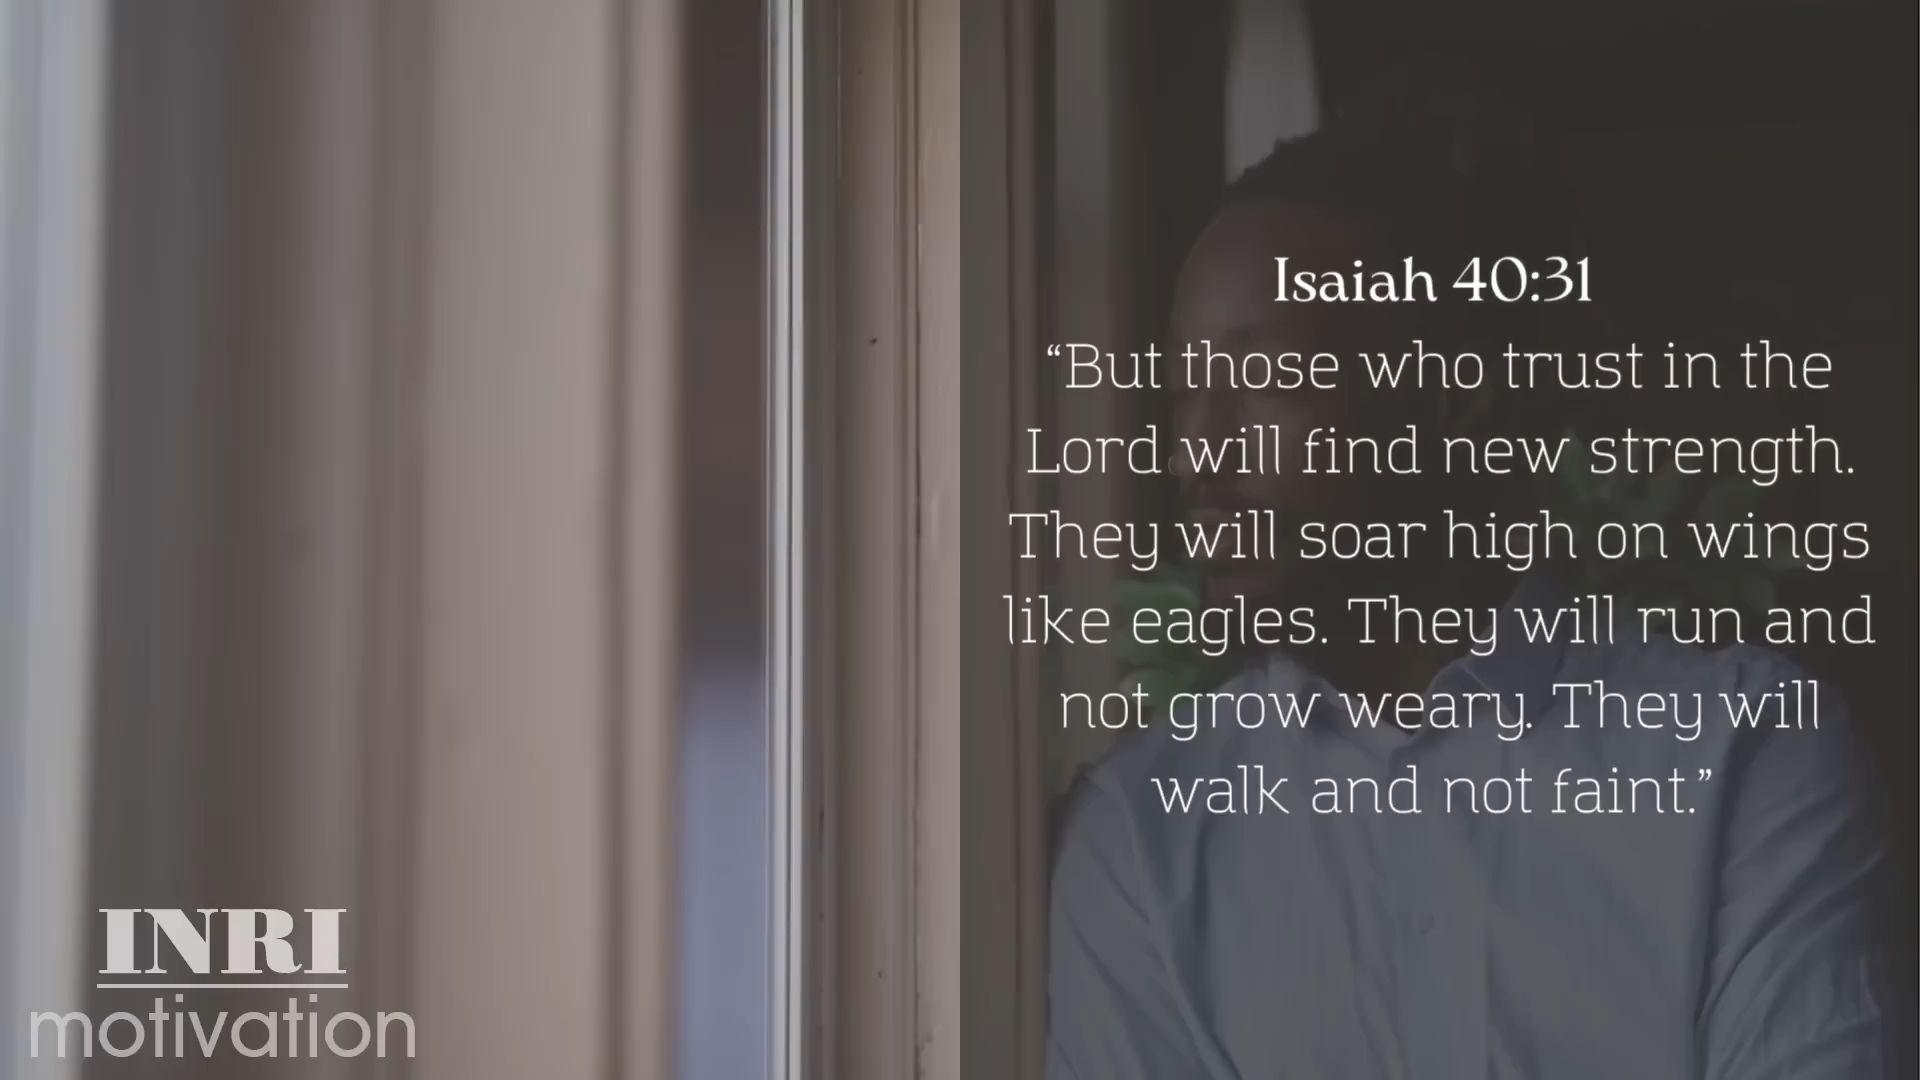 Isaiah 40:31
“But those who trust in the
Lord will find new strength.
They will soar high on wings
like eagles. They will run and
not grow weary. They will
walk and not faint.”
INRI
motivation